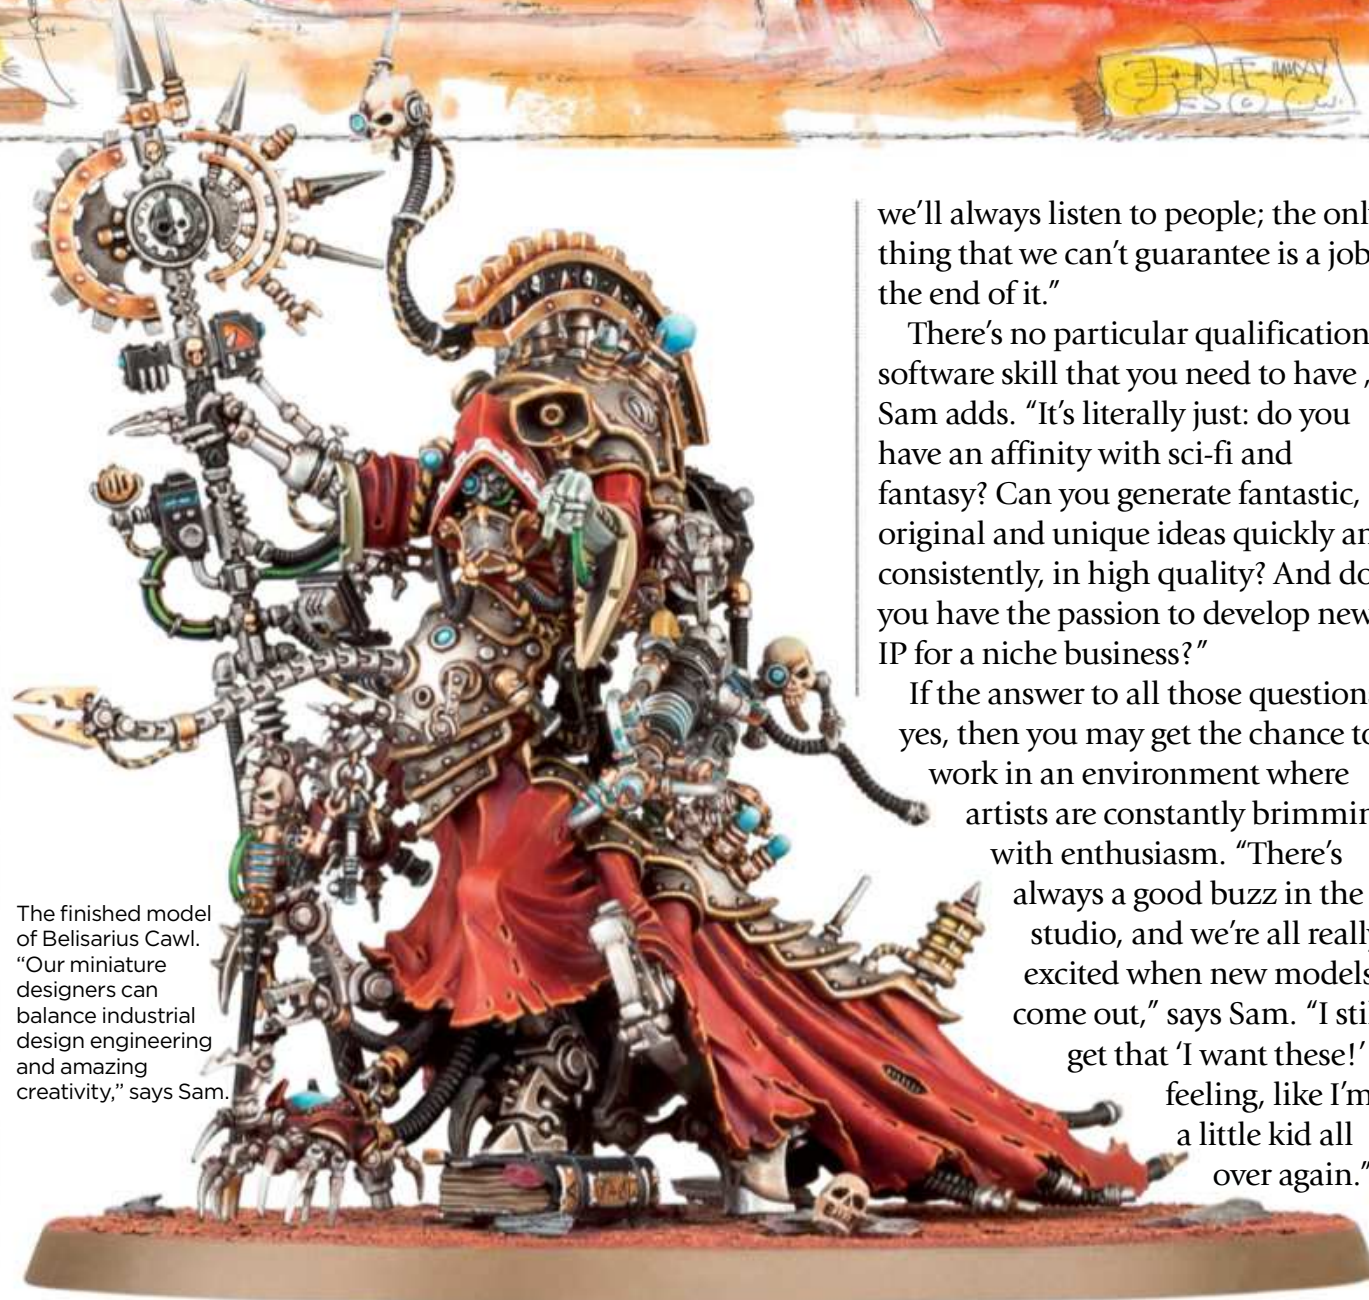 we’ll always listen to people; the onl
thing that we can’t guarantee is a job
the end of it.”
There’s no particular qualification
software skill that you need to have ,
Sam adds. “It’s literally just: do you
have an affinity with sci-fi and
fantasy? Can you generate fantastic,
original and unique ideas quickly an
consistently, in high quality? And do
you have the passion to develop new
IP for a niche business?”
If the answer to all those question
yes, then you may get the chance to
work in an environment where
artists are constantly brimmin
with enthusiasm. “There’s
always a good buzz in the
studio, and we’re all really
excited when new models
come out,” says Sam. “I stil
get that ‘I want these!’
feeling, like I’m
a little kid all
over again.”
The finished model
of Belisarius Cawl.
“Our miniature
designers can
balance industrial
design engineering
and amazing
creativity,” says Sam.